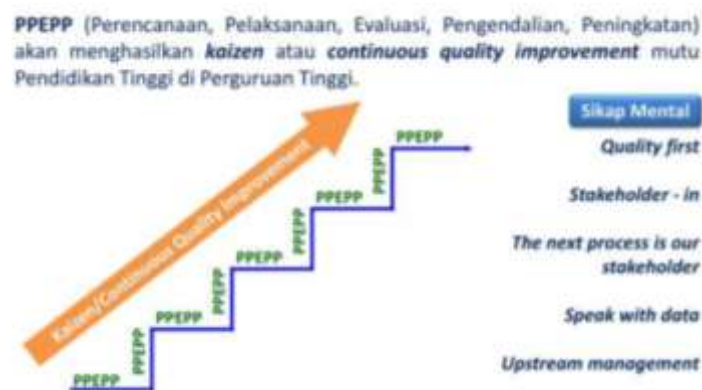 PPEPP (Perencanaan, Pelaksanaan, Evaluasi, Pengendalian, Peningkatan)
akan menghasilkan kaizen atau continuous quality improvement mutu
Pendidikan Tinggi di Perguruan Tinggi.
Sikap Mental
Quality first
Stakeholder - in
The next process is our
stakeholder
Speak with data
Upstream management
Kaizen/Continuous Quality Improvement
PPEPP
PPEPP
PPEPP
PPEPP
PPEPP
PPEPP
PPEPP
PPEPP
PPEPP